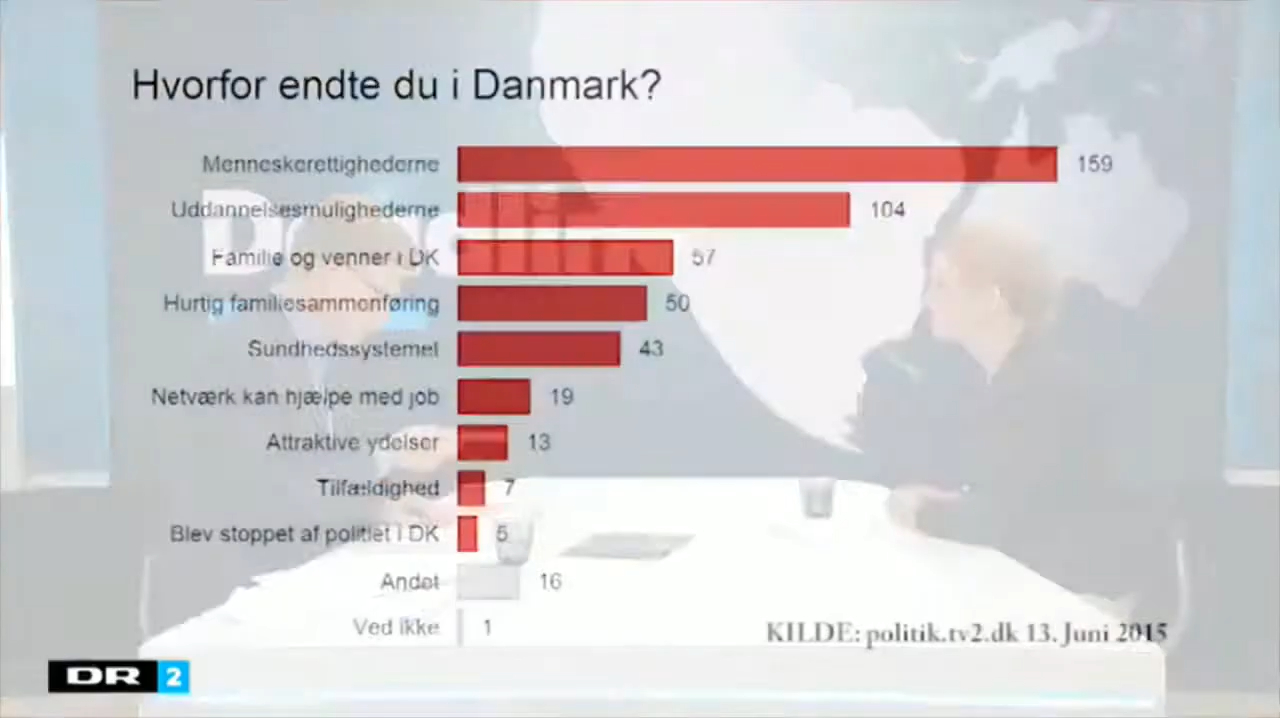 Hvorfor endte du i Danmark?
Menneskerettighederne 159
Uddannelsesmulighederne 104
Familie og venner i DK 57
Hurtig familiesammenføring 50
Sundhedssystemet 43
Netværk kan hjælpe med job 19
Attraktive ydelser 13
Tilfældighed 7
Blev stoppet af politiet i DK 5
Andet 16
Ved ikke 1
KILDE: politik.tv2.dk 13. Juni 2015
DR 2